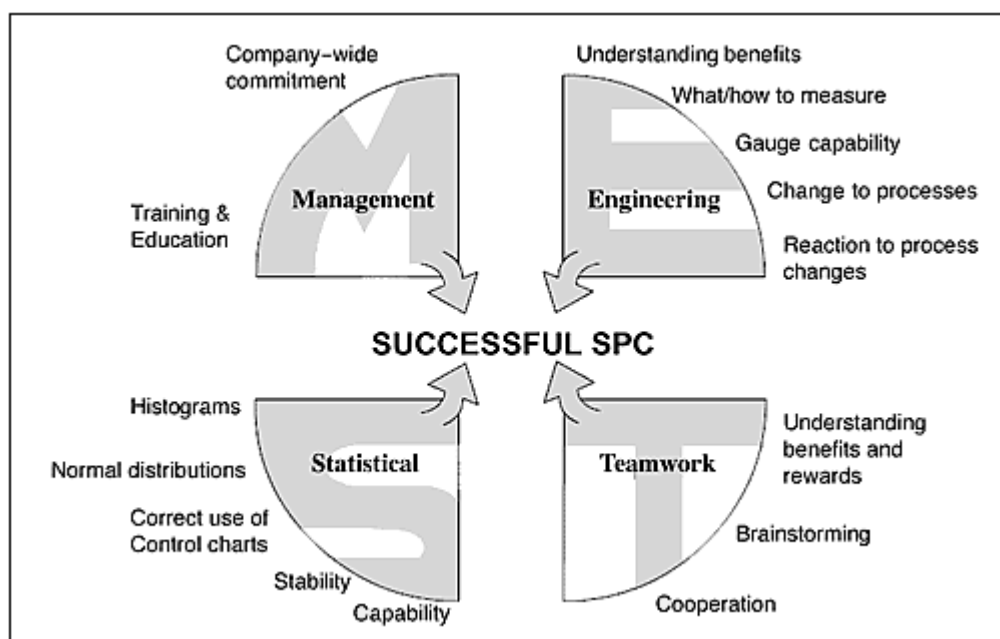 Company-wide
commitment
Training &
Education
Management
Understanding benefits
What/how to measure
Gauge capability
Change to processes
Reaction to process
changes
Engineering
SUCCESSFUL SPC
Histograms
Normal distributions
Correct use of
Control charts
Stability
Capability
Statistical
Teamwork
Understanding
benefits and
rewards
Brainstorming
Cooperation